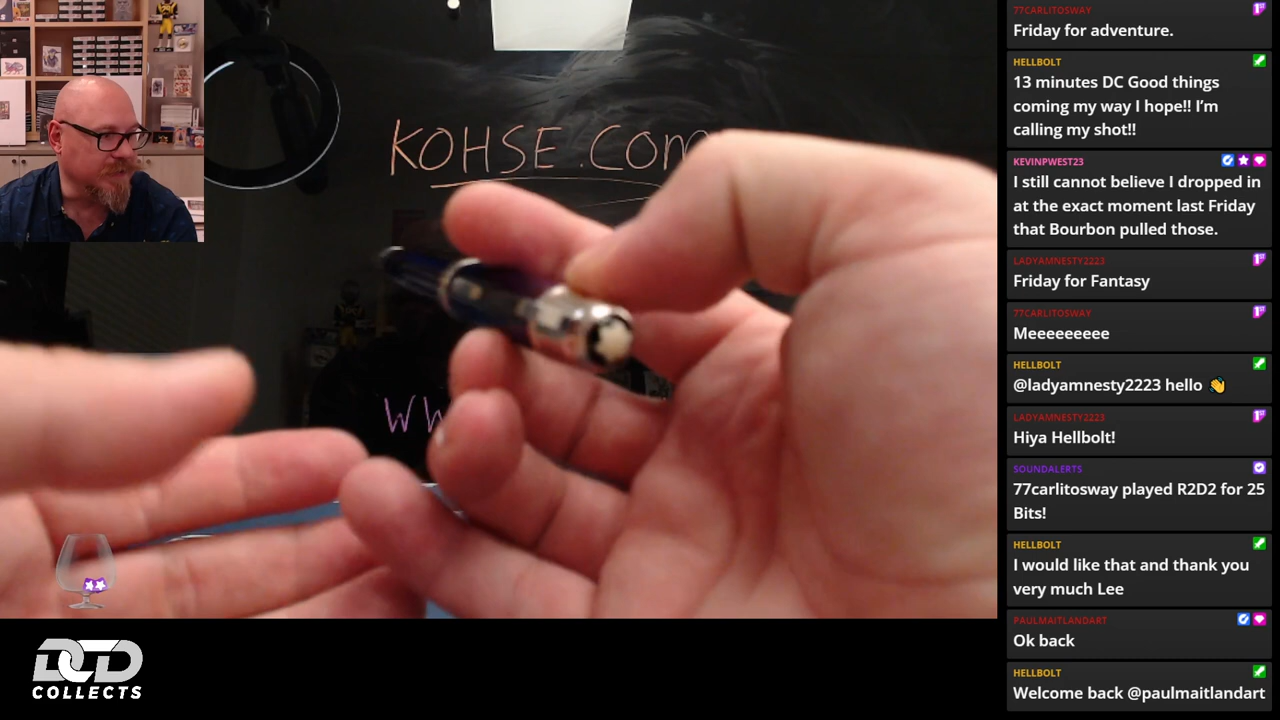 KOHSE.COM
WW
DCD
COLLECTS
77CARLITOSWAY
Friday for adventure.
HELLBOLT
13 minutes DC Good things
coming my way I hope!! I'm
calling my shot!!
KEVINPWEST23
I still cannot believe I dropped in
at the exact moment last Friday
that Bourbon pulled those.
LADYAMNESTY2223
Friday for Fantasy
77CARLITOSWAY
Meeeeeeeee
HELLBOLT
@ladyamnesty2223 hello 👋
LADYAMNESTY2223
Hiya Hellbolt!
SOUNDALERTS
77carlitosway played R2D2 for 25
Bits!
HELLBOLT
I would like that and thank you
very much Lee
PAULMAITLANDART
Ok back
HELLBOLT
Welcome back @paulmaitlandart